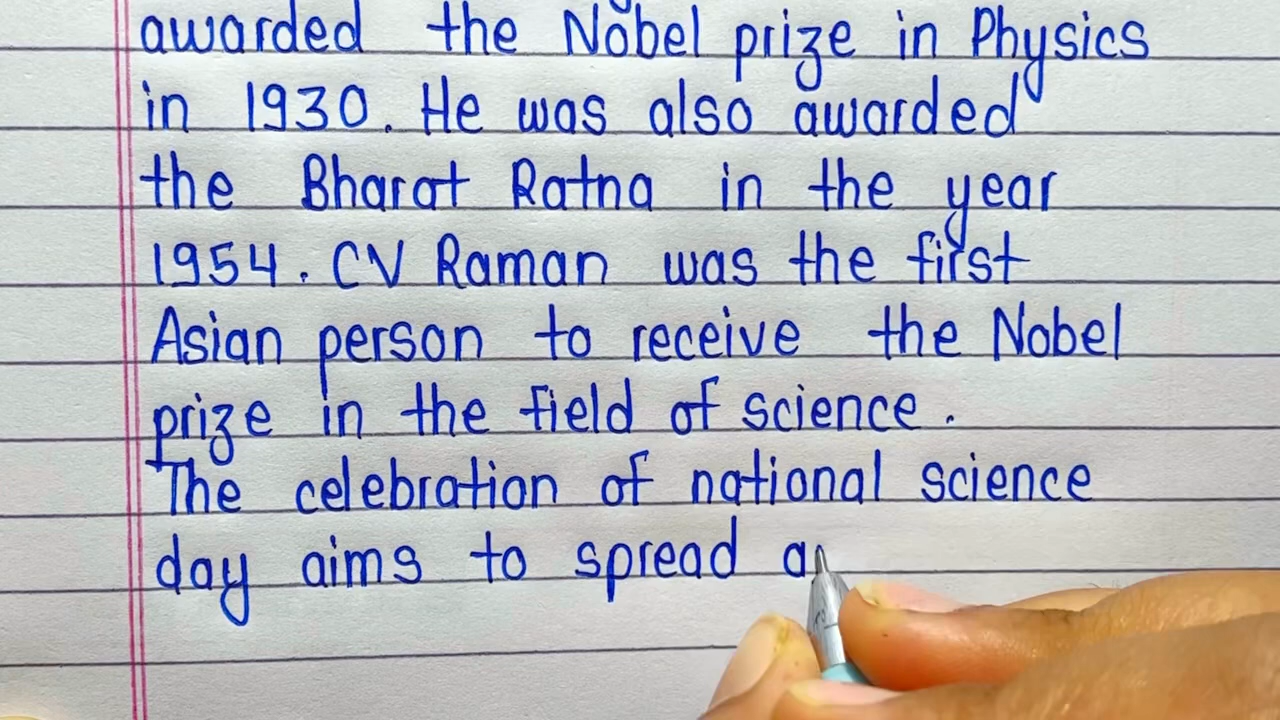 awarded the Nobel prize in Physics
in 1930. He was also awarded
the Bharat Ratna in the year
1954. CV Raman was the first
Asian person to receive the Nobel
prize in the field of science.
The celebration of national science
day aims to spread a